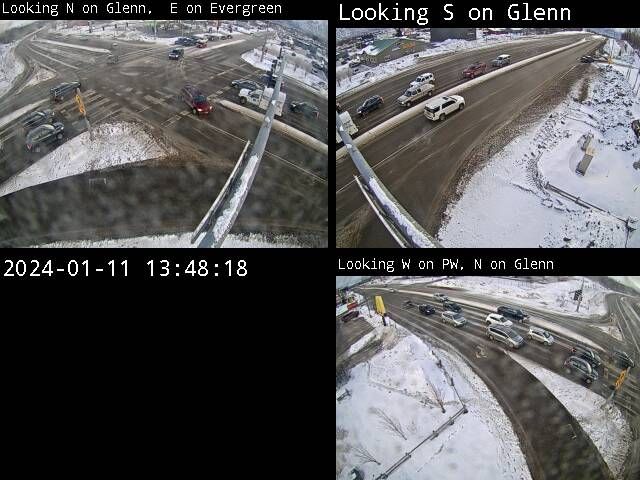 Looking N on Glenn,  E on Evergreen
Looking S on Glenn
2024-01-11 13:48:18
Looking W on PW, N on Glenn